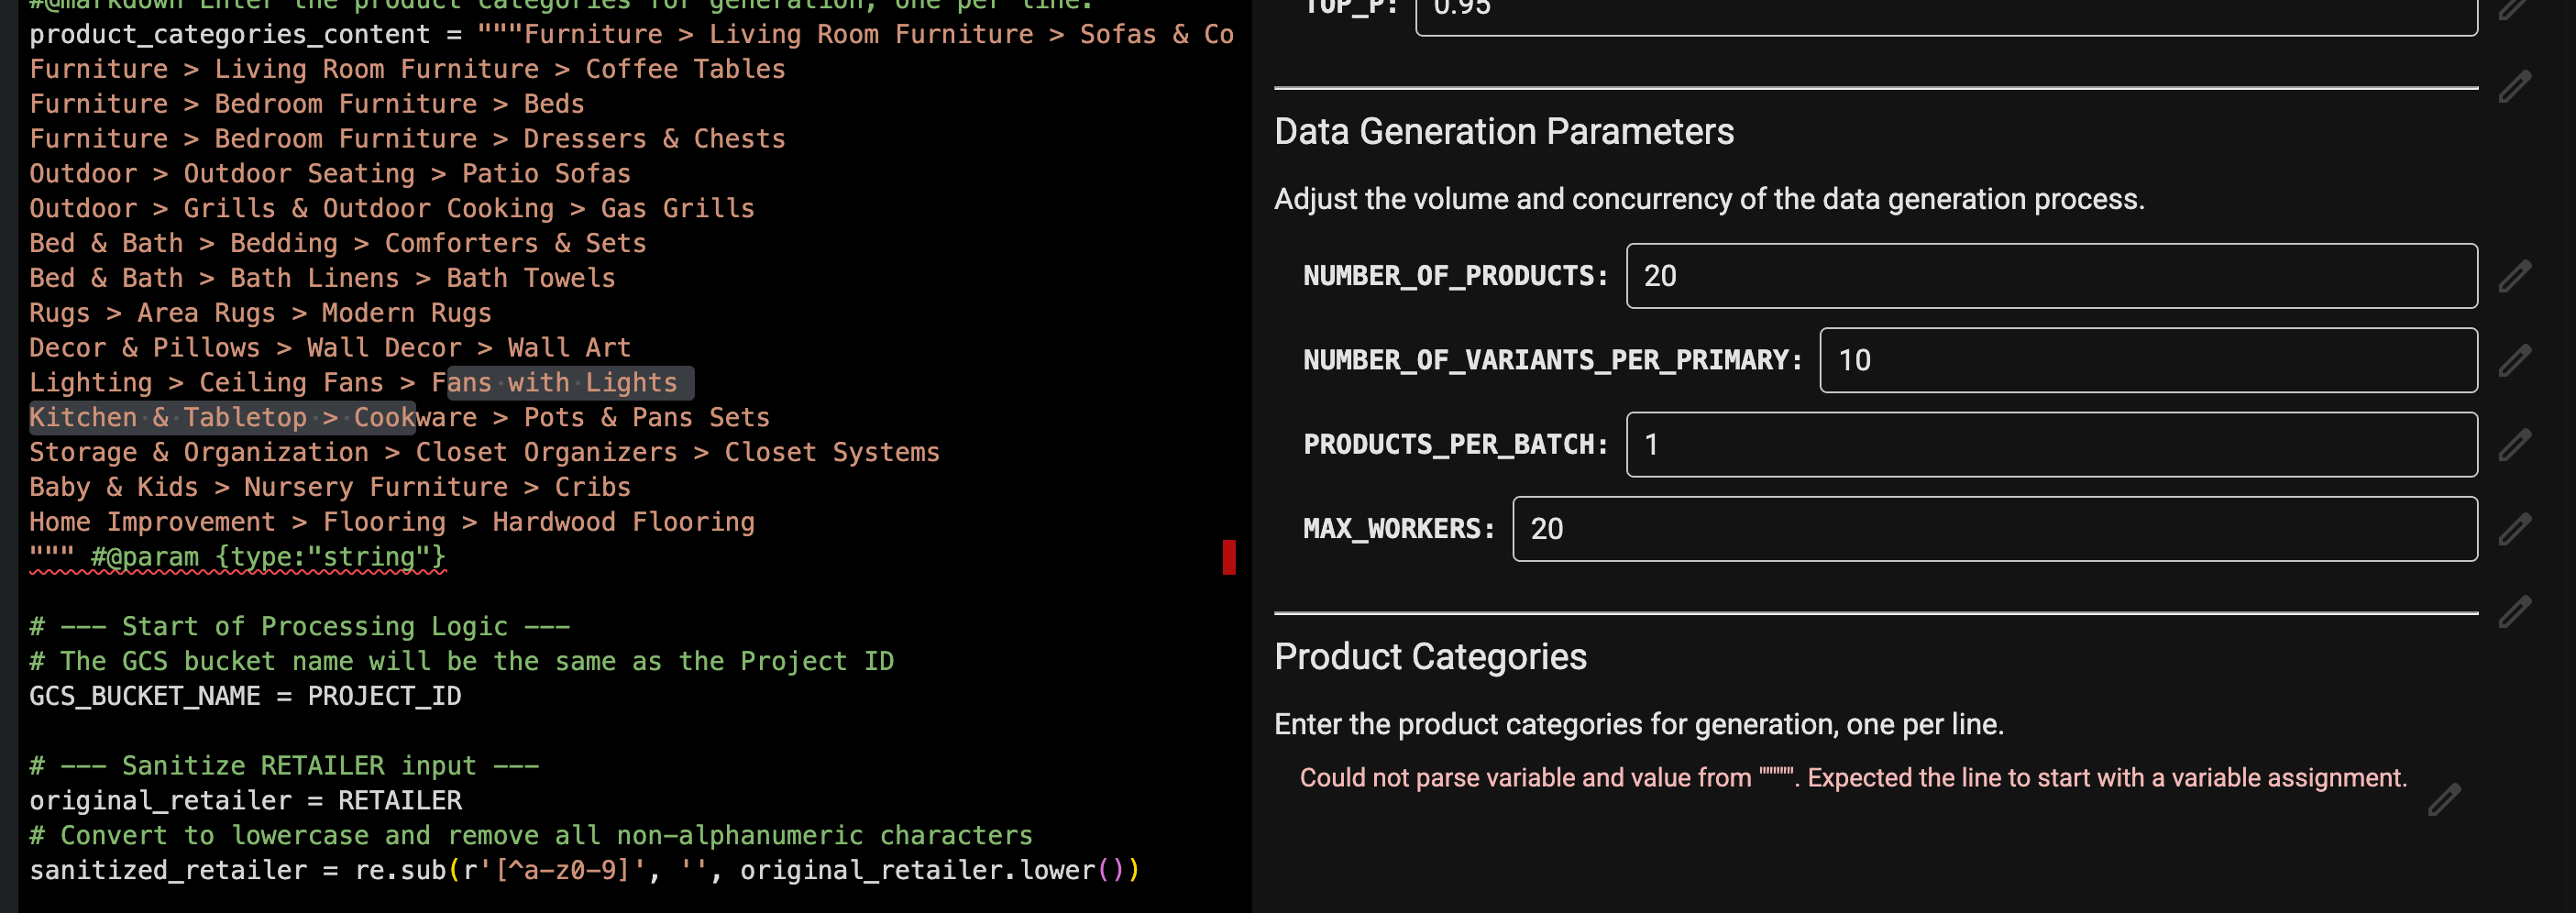 #@markdown Enter the product categories for generation, one per line.
product_categories_content = """Furniture > Living Room Furniture > Sofas & Co
Furniture > Living Room Furniture > Coffee Tables
Furniture > Bedroom Furniture > Beds
Furniture > Bedroom Furniture > Dressers & Chests
Outdoor > Outdoor Seating > Patio Sofas
Outdoor > Grills & Outdoor Cooking > Gas Grills
Bed & Bath > Bedding > Comforters & Sets
Bed & Bath > Bath Linens > Bath Towels
Rugs > Area Rugs > Modern Rugs
Decor & Pillows > Wall Decor > Wall Art
Lighting > Ceiling Fans > Fans with Lights
Kitchen & Tabletop > Cookware > Pots & Pans Sets
Storage & Organization > Closet Organizers > Closet Systems
Baby & Kids > Nursery Furniture > Cribs
Home Improvement > Flooring > Hardwood Flooring
""" #@param {type:"string"}
# --- Start of Processing Logic ---
# The GCS bucket name will be the same as the Project ID
GCS_BUCKET_NAME = PROJECT_ID
# --- Sanitize RETAILER input ---
original_retailer = RETAILER
# Convert to lowercase and remove all non-alphanumeric characters
sanitized_retailer = re.sub(r'[^a-z0-9]', '', original_retailer.lower())
TOP_P: 0.95
Data Generation Parameters
Adjust the volume and concurrency of the data generation process.
NUMBER_OF_PRODUCTS: 20
NUMBER_OF_VARIANTS_PER_PRIMARY: 10
PRODUCTS_PER_BATCH: 1
MAX_WORKERS: 20
Product Categories
Enter the product categories for generation, one per line.
Could not parse variable and value from """"". Expected the line to start with a variable assignment.